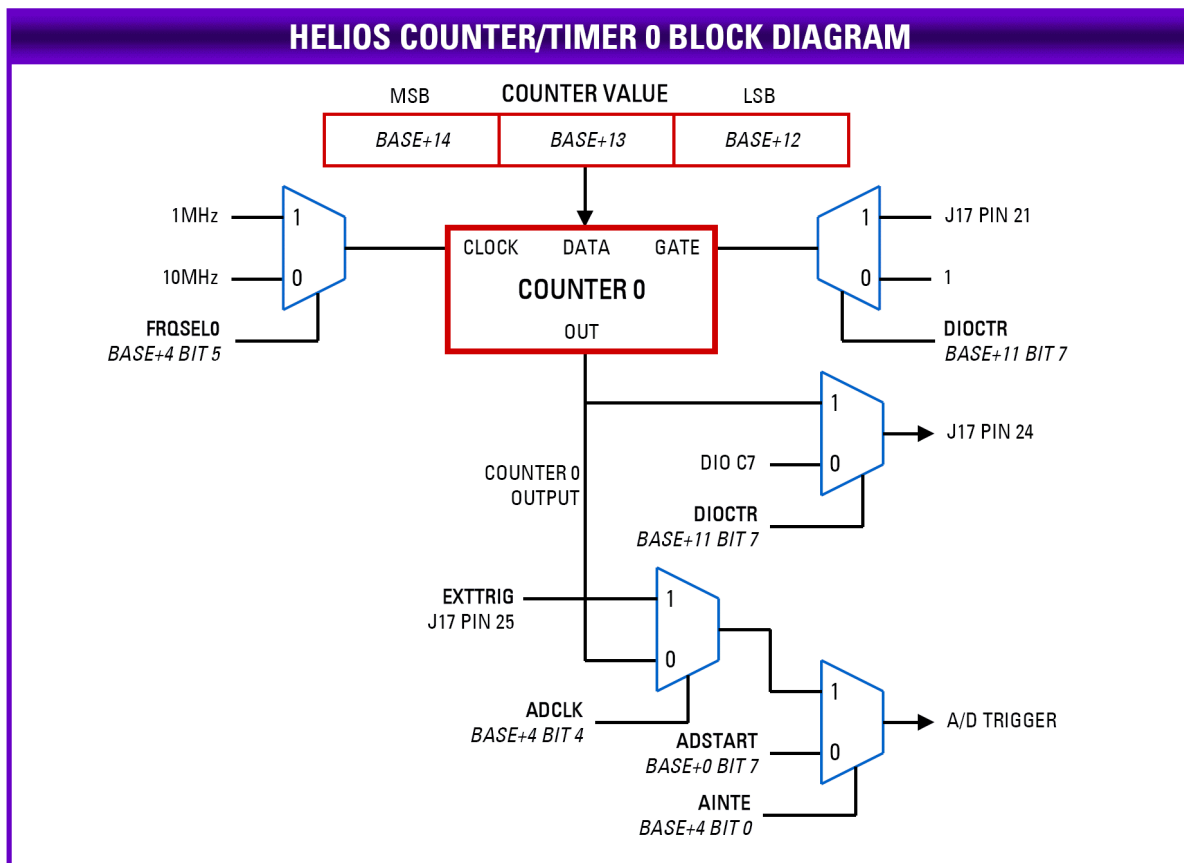 HELIOS COUNTER/TIMER 0 BLOCK DIAGRAM
MSB COUNTER VALUE LSB
BASE+14 BASE+13 BASE+12
1MHz 1
10MHz 0
FRQSEL0
BASE+4 BIT 5
CLOCK DATA GATE
COUNTER 0
OUT
1 J17 PIN 21
0 1
DIOCTR
BASE+11 BIT 7
1
J17 PIN 24
DIO C7 0
DIOCTR
BASE+11 BIT 7
COUNTER 0
OUTPUT
EXTTRIG 1
J17 PIN 25
0
ADCLK
BASE+4 BIT 4
1
A/D TRIGGER
ADSTART 0
BASE+0 BIT 7
AINTE
BASE+4 BIT 0